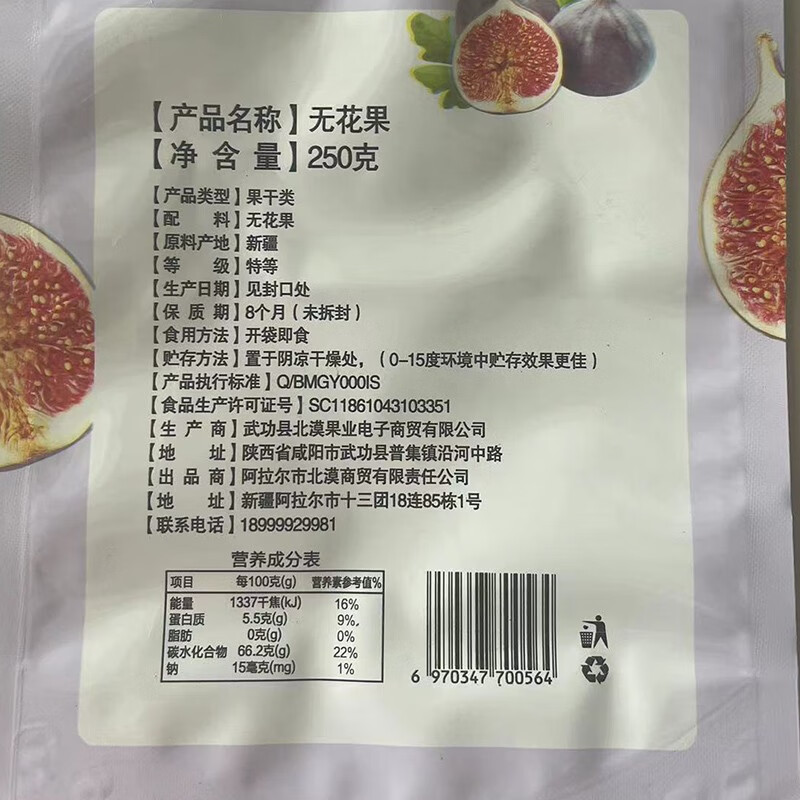 【产品名称】无花果
【净 含 量】250克
【产品类型】果干类
【配 料】无花果
【原料产地】新疆
【等 级】特等
【生产日期】见封口处
【保 质 期】8个月（未拆封）
【食用方法】开袋即食
【贮存方法】置于阴凉干燥处，（0-15度环境中贮存效果更佳）
【产品执行标准】Q/BMGY000IS
【食品生产许可证号】SC11861043103351
【生 产 商】武功县北漠果业电子商贸有限公司
【地 址】陕西省咸阳市武功县普集镇沿河中路
【出 品 商】阿拉尔市北漠商贸有限责任公司
【地 址】新疆阿拉尔市十三团18连85栋1号
【联系电话】18999929981
营养成分表
项目 每100克(g) 营养素参考值%
能量 1337千焦(kJ) 16%
蛋白质 5.5克(g) 9%
脂肪 0克(g) 0%
碳水化合物 66.2克(g) 22%
钠 15毫克(mg) 1%
6 970347 700564